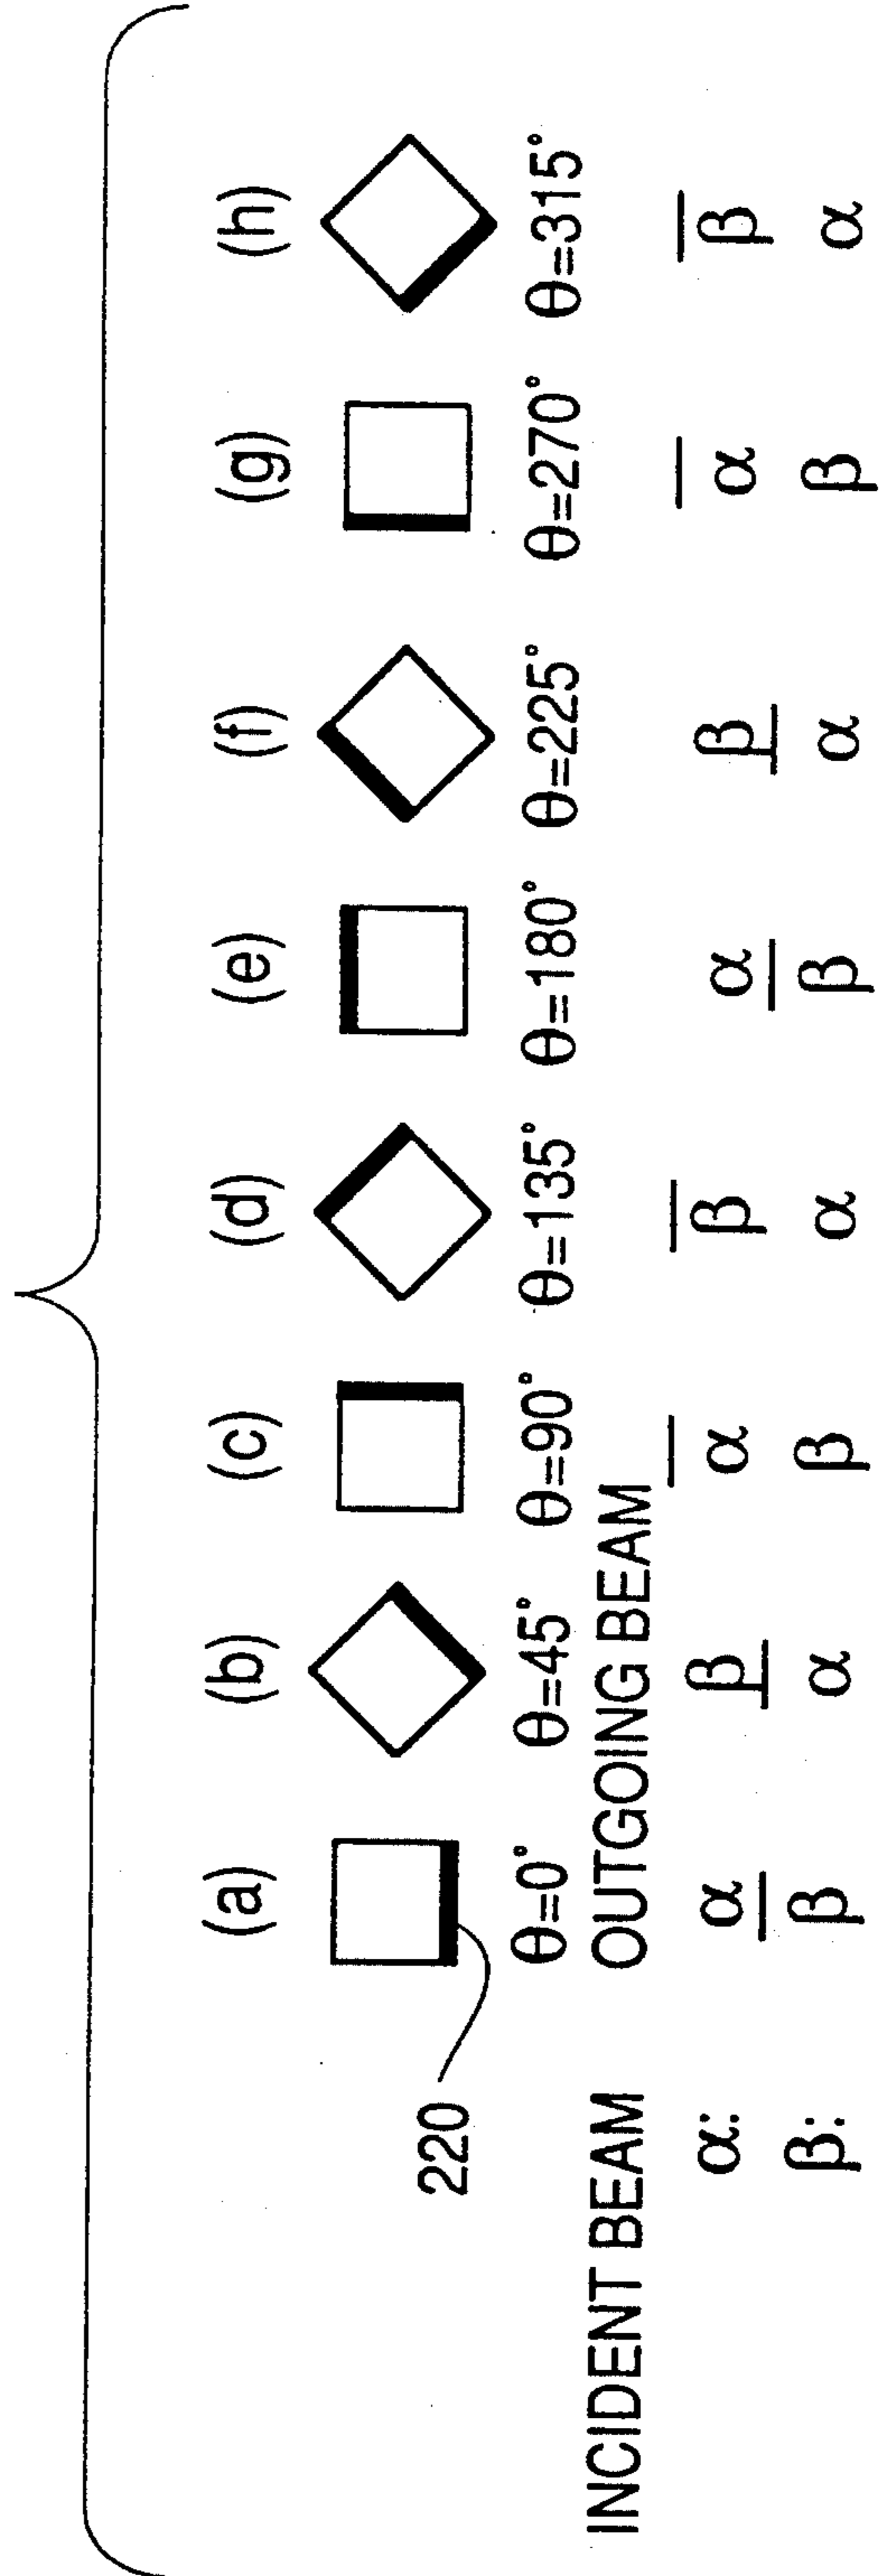 (a) (b) (c) (d) (e) (f) (g) (h)
220
θ=0° θ=45° θ=90° θ=135° θ=180° θ=225° θ=270° θ=315°
INCIDENT BEAM OUTGOING BEAM
α: α̲ β̲ α̅ β̅ α̲ β̲ α̅ β̅
β: β α β α β α β α